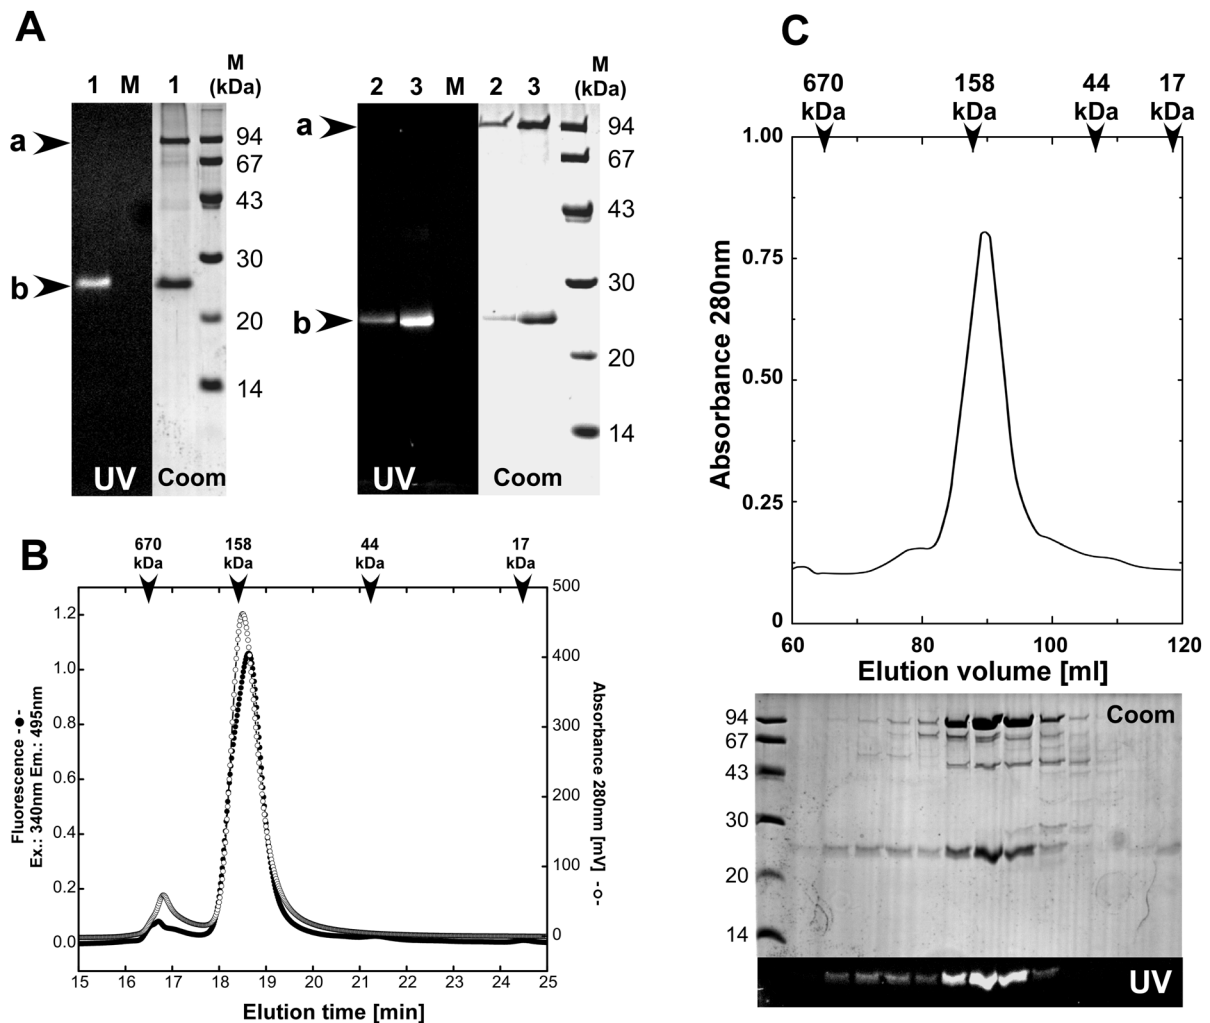 A
1 M 1 M
(kDa)
a
94
67
43
30
b
20
14
UV Coom
2 3 M 2 3 M
(kDa)
a
94
67
43
30
b
20
14
UV Coom
B
670
kDa
158
kDa
44
kDa
17
kDa
Fluorescence -●-
Ex.: 340nm Em.: 495nm
1.2
1.0
0.8
0.6
0.4
0.2
0.0
500
400
300
200
100
0
Absorbance 280nm [mV] -o-
15 16 17 18 19 20 21 22 23 24 25
Elution time [min]
C
670
kDa
158
kDa
44
kDa
17
kDa
Absorbance 280nm
1.00
0.75
0.50
0.25
0
60 80 100 120
Elution volume [ml]
94
67
43
30
20
14
Coom
UV